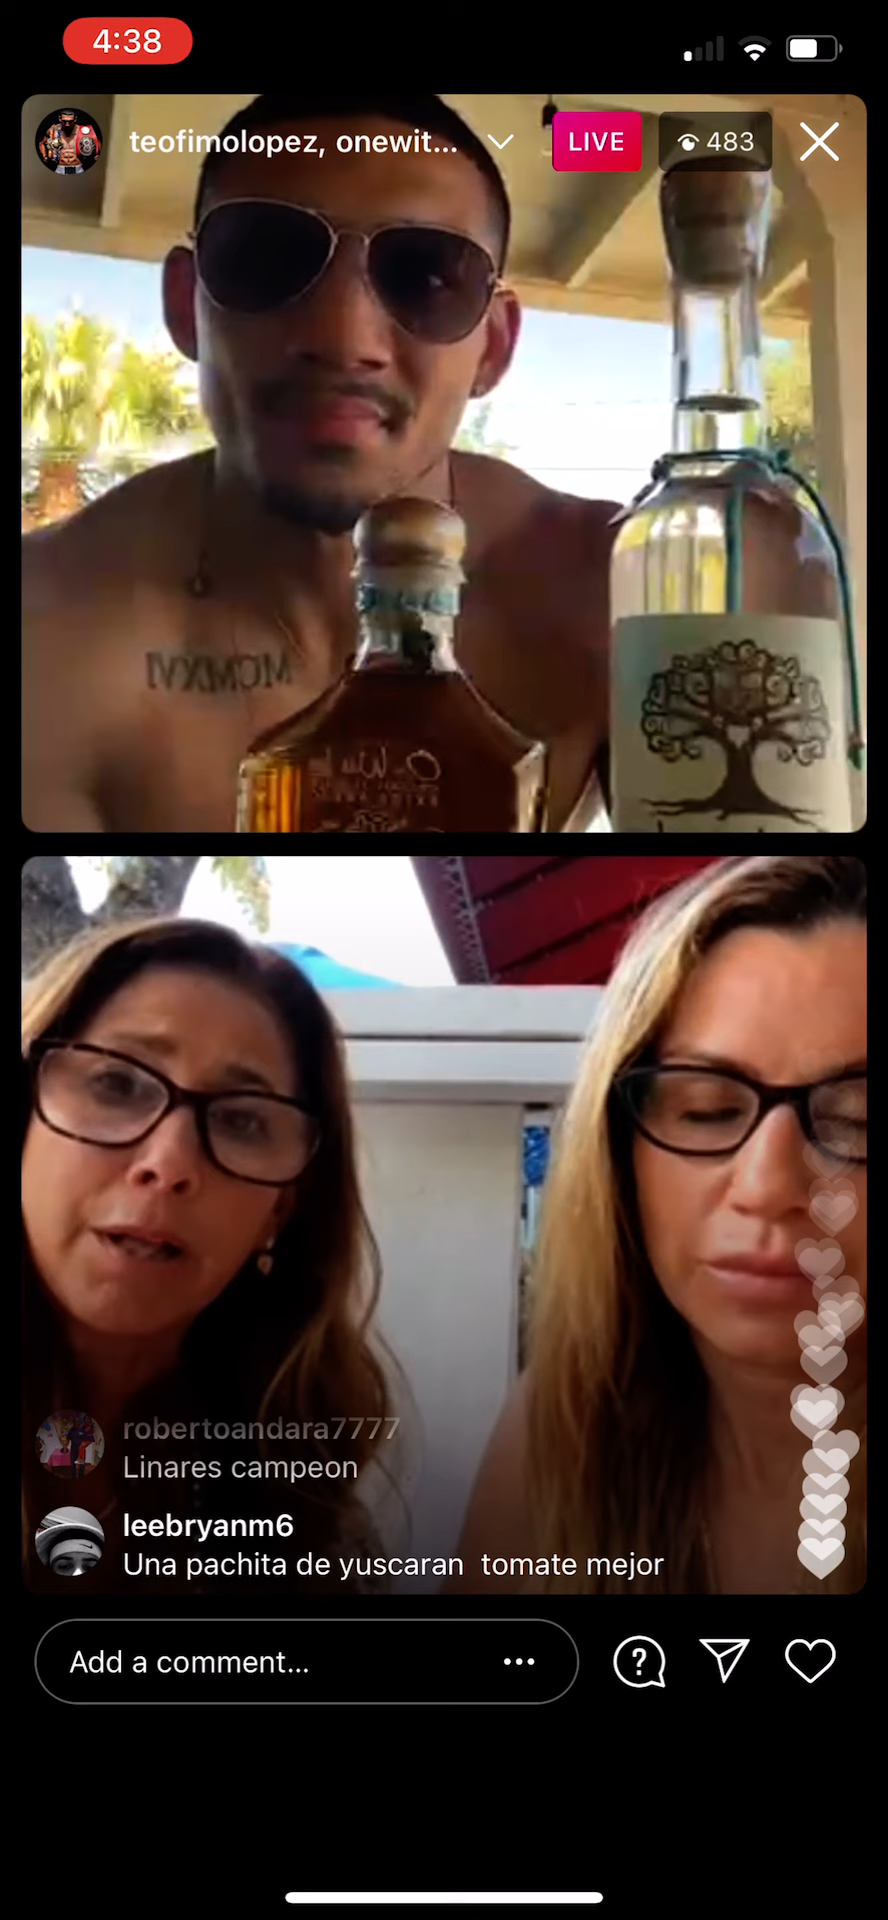 4:38
teofimolopez, onewit...
LIVE
483
MCMXVI
robertoandara7777
Linares campeon
leebryanm6
Una pachita de yuscaran tomate mejor
Add a comment...